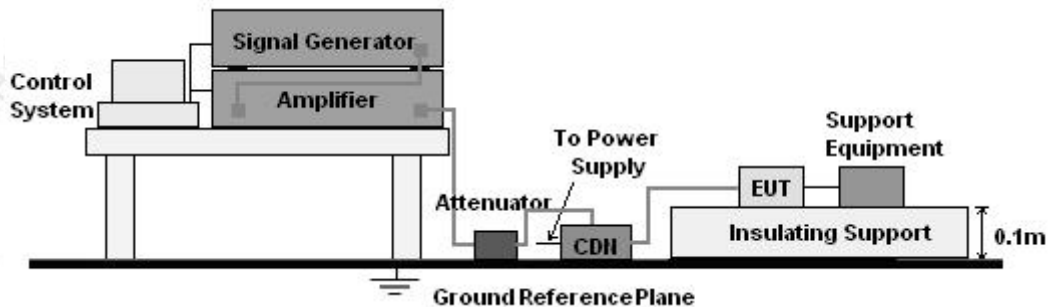 Signal Generator
Control
System
Amplifier
To Power
Supply
Support
Equipment
Attenuator
EUT
CDN
Insulating Support
0.1m
Ground Reference Plane